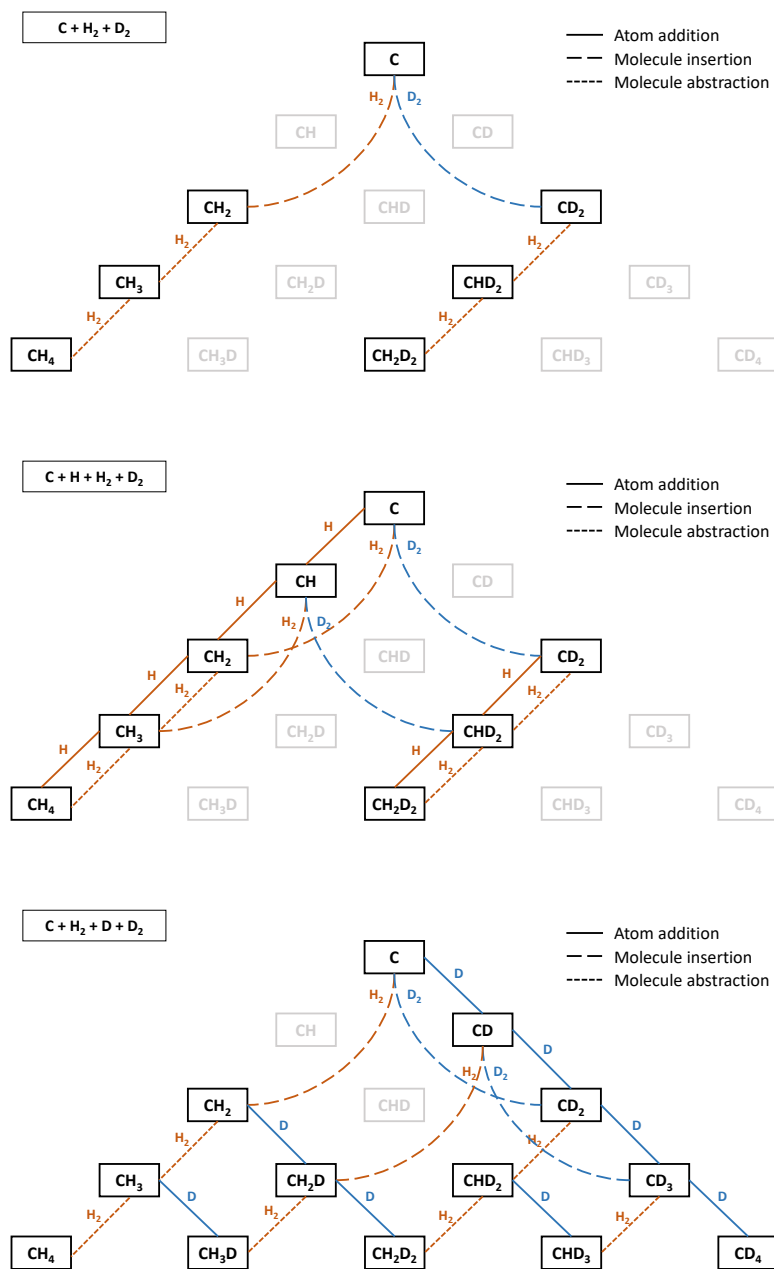 C + H₂ + D₂
Atom addition
Molecule insertion
Molecule abstraction
C
H₂ D₂
CH CD
CH₂ CHD CD₂
H₂ H₂
CH₃ CH₂D CHD₂ CD₃
H₂ H₂
CH₄ CH₃D CH₂D₂ CHD₃ CD₄
C + H + H₂ + D₂
Atom addition
Molecule insertion
Molecule abstraction
C
H H₂ D₂
CH CD
H H₂ D₂
CH₂ CHD CD₂
H H₂ H H₂
CH₃ CH₂D CHD₂ CD₃
H H₂ H H₂
CH₄ CH₃D CH₂D₂ CHD₃ CD₄
C + H₂ + D + D₂
Atom addition
Molecule insertion
Molecule abstraction
C
H₂ D₂ D
CH CD
H₂ D₂ D
CH₂ CHD CD₂
H₂ D H₂ D
CH₃ CH₂D CHD₂ CD₃
H₂ D H₂ D H₂ D H₂ D
CH₄ CH₃D CH₂D₂ CHD₃ CD₄